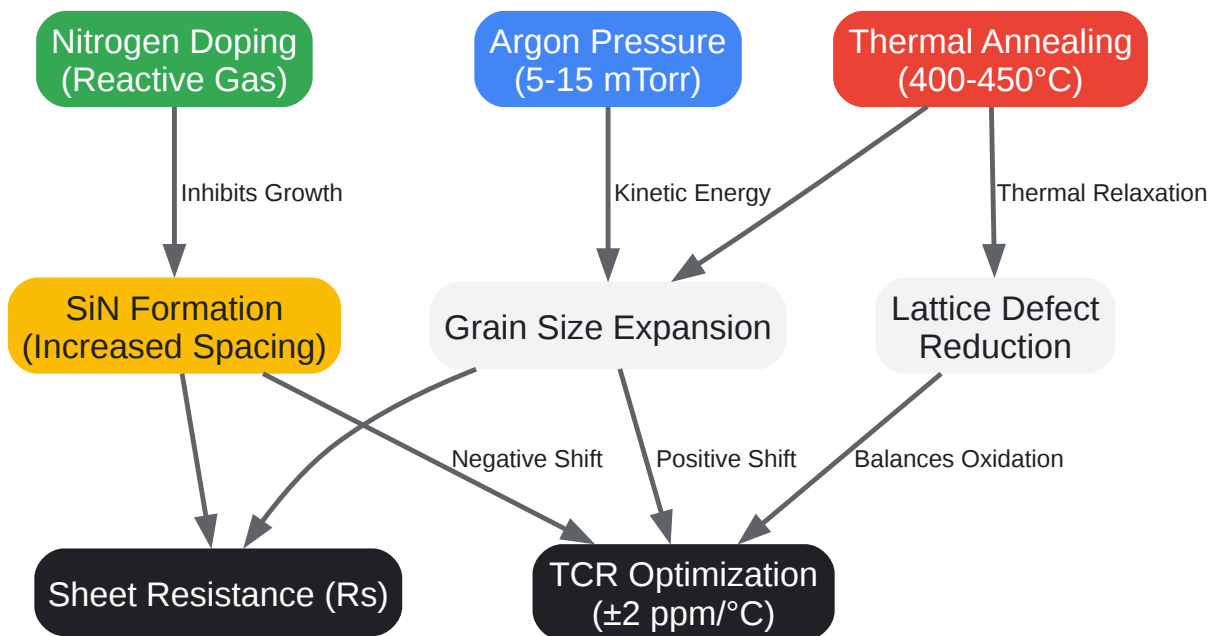 Nitrogen Doping
(Reactive Gas)
Argon Pressure
(5-15 mTorr)
Thermal Annealing
(400-450°C)
Inhibits Growth
Kinetic Energy
Thermal Relaxation
SiN Formation
(Increased Spacing)
Grain Size Expansion
Lattice Defect
Reduction
Negative Shift
Positive Shift
Balances Oxidation
Sheet Resistance (Rs)
TCR Optimization
(±2 ppm/°C)